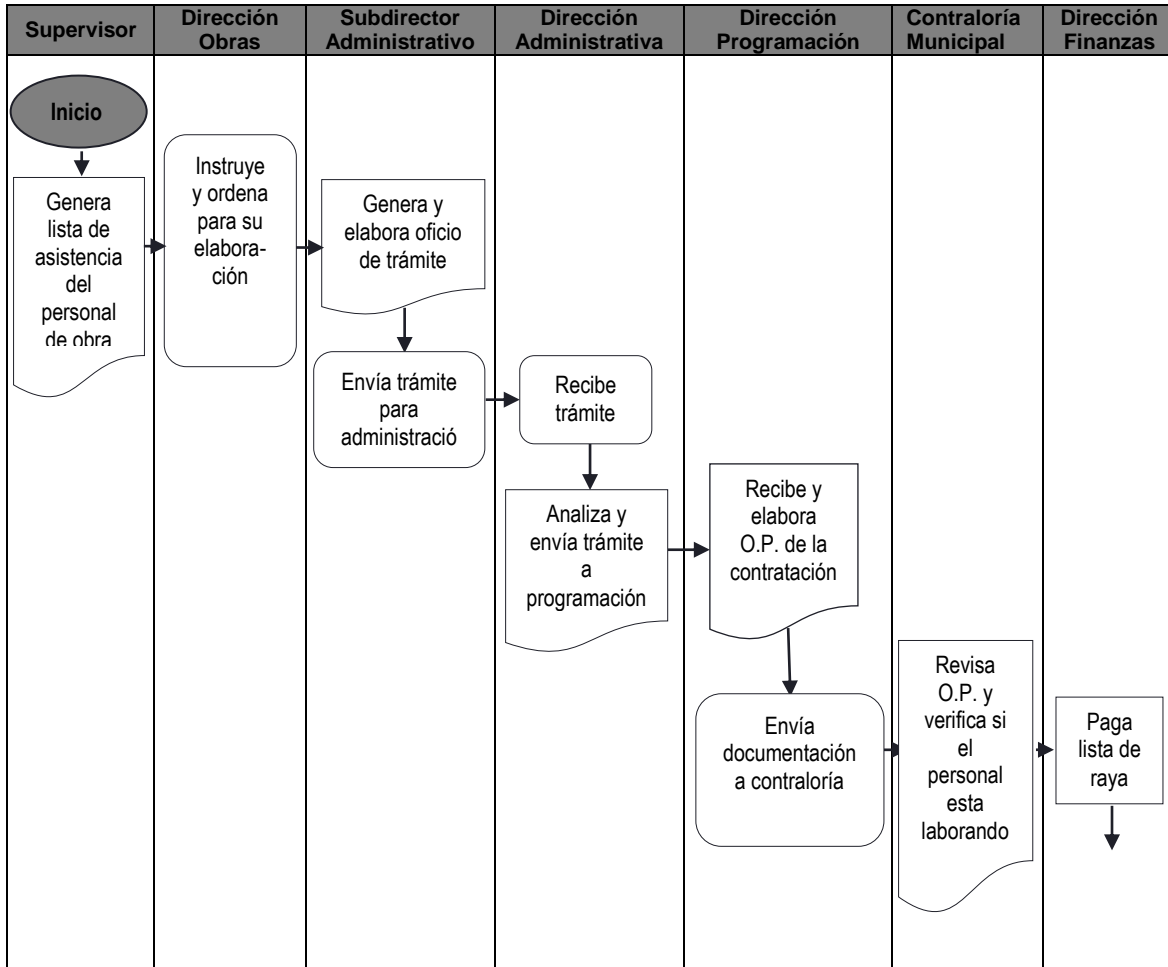 Supervisor
Dirección
Obras
Subdirector
Administrativo
Dirección
Administrativa
Dirección
Programación
Contraloría
Municipal
Dirección
Finanzas
Inicio
Genera
lista de
asistencia
del
personal
de obra
Instruye
y ordena
para su
elabora-
ción
Genera y
elabora oficio
de trámite
Envía trámite
para
administració
Recibe
trámite
Analiza y
envía trámite
a
programación
Recibe y
elabora
O.P. de la
contratación
Envía
documentación
a contraloría
Revisa
O.P. y
verifica si
el
personal
esta
laborando
Paga
lista de
raya